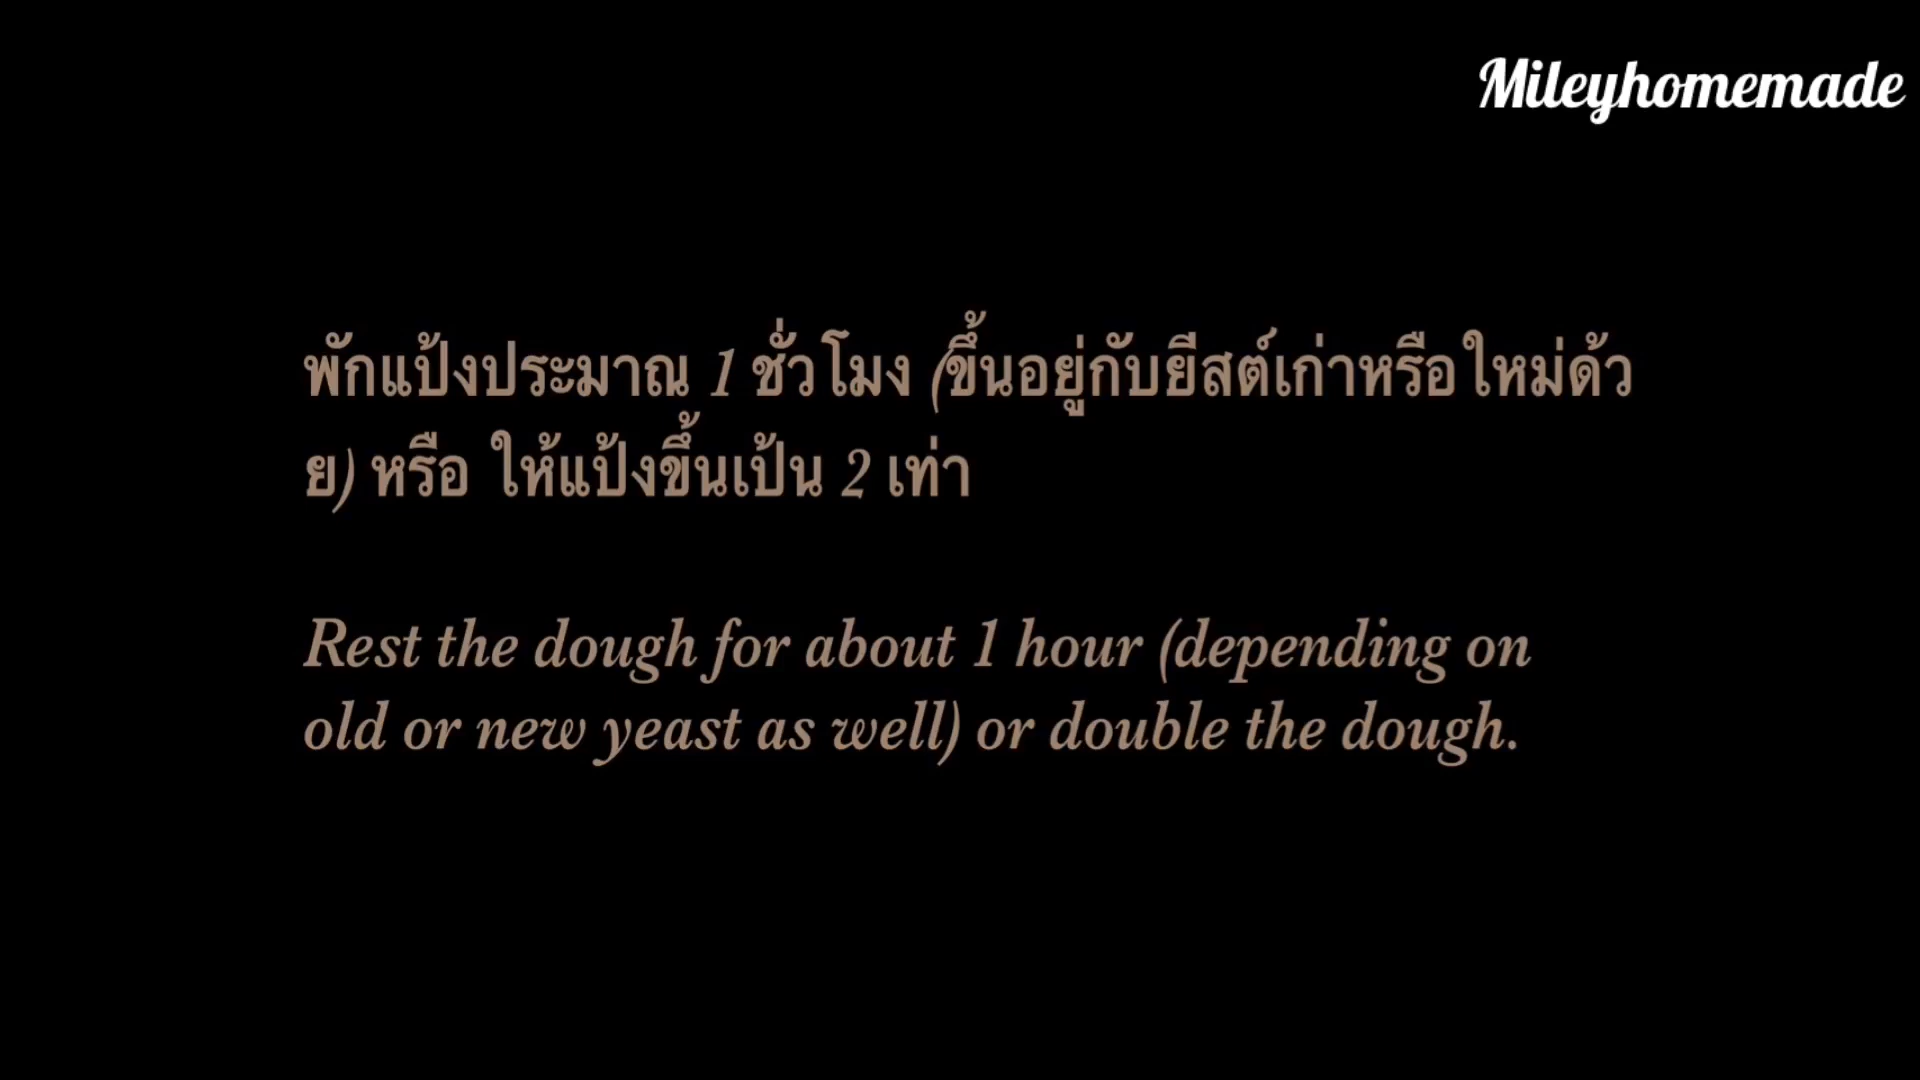 Mileyhomemade
พักแป้งประมาณ 1 ชั่วโมง (ขึ้นอยู่กับยีสต์เก่าหรือใหม่ด้ว
ย) หรือ ให้แป้งขึ้นเป้น 2 เท่า
Rest the dough for about 1 hour (depending on
old or new yeast as well) or double the dough.